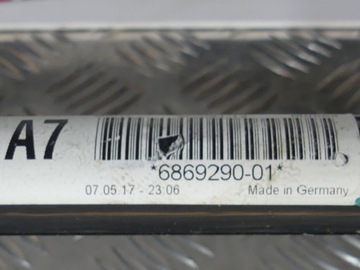 A7
*6869290-01*
07.05.17 - 23:06 Made in Germany